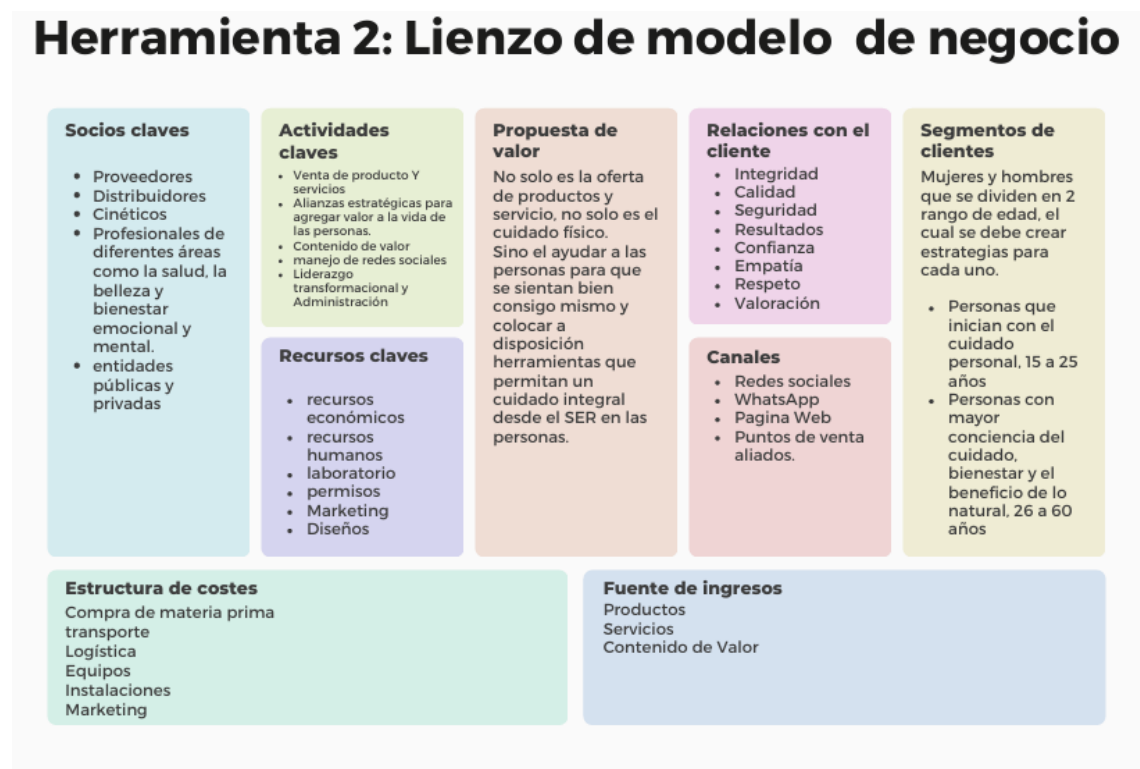 Herramienta 2: Lienzo de modelo  de negocio
Socios claves
• Proveedores
• Distribuidores
• Cinéticos
• Profesionales de
diferentes áreas
como la salud, la
belleza y
bienestar
emocional y
mental.
• entidades
públicas y
privadas
Actividades
claves
• Venta de producto Y
servicios
• Alianzas estratégicas para
agregar valor a la vida de
las personas.
• Contenido de valor
• manejo de redes sociales
• Liderazgo
transformacional y
Administración
Recursos claves
• recursos
económicos
• recursos
humanos
• laboratorio
• permisos
• Marketing
• Diseños
Propuesta de
valor
No solo es la oferta
de productos y
servicio, no solo es el
cuidado físico.
Sino el ayudar a las
personas para que
se sientan bien
consigo mismo y
colocar a
disposición
herramientas que
permitan un
cuidado integral
desde el SER en las
personas.
Relaciones con el
cliente
• Integridad
• Calidad
• Seguridad
• Resultados
• Confianza
• Empatía
• Respeto
• Valoración
Canales
• Redes sociales
• WhatsApp
• Pagina Web
• Puntos de venta
aliados.
Segmentos de
clientes
Mujeres y hombres
que se dividen en 2
rango de edad, el
cual se debe crear
estrategias para
cada uno.
• Personas que
inician con el
cuidado
personal, 15 a 25
años
• Personas con
mayor
conciencia del
cuidado,
bienestar y el
beneficio de lo
natural, 26 a 60
años
Estructura de costes
Compra de materia prima
transporte
Logística
Equipos
Instalaciones
Marketing
Fuente de ingresos
Productos
Servicios
Contenido de Valor